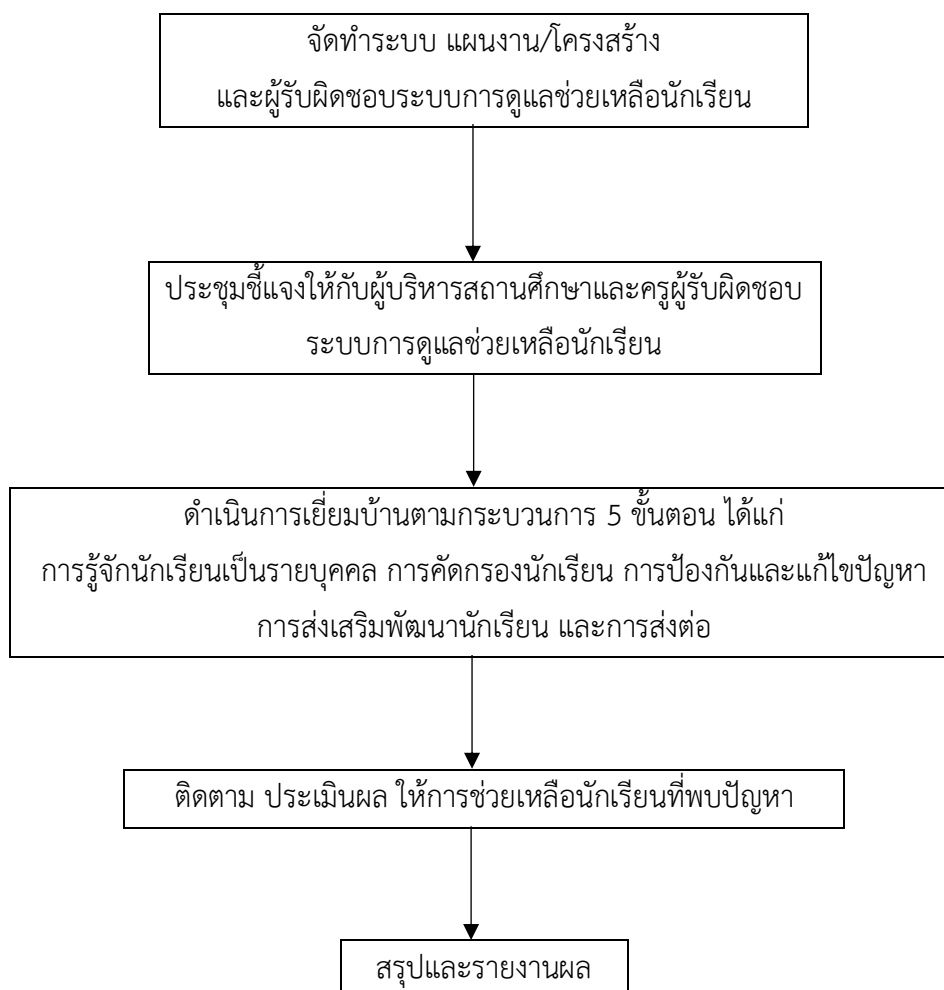 จัดทำระบบ แผนงาน/โครงสร้าง
และผู้รับผิดชอบระบบการดูแลช่วยเหลือนักเรียน
ประชุมชี้แจงให้กับผู้บริหารสถานศึกษาและครูผู้รับผิดชอบ
ระบบการดูแลช่วยเหลือนักเรียน
ดำเนินการเยี่ยมบ้านตามกระบวนการ 5 ขั้นตอน ได้แก่
การรู้จักนักเรียนเป็นรายบุคคล การคัดกรองนักเรียน การป้องกันและแก้ไขปัญหา
การส่งเสริมพัฒนานักเรียน และการส่งต่อ
ติดตาม ประเมินผล ให้การช่วยเหลือนักเรียนที่พบปัญหา
สรุปและรายงานผล